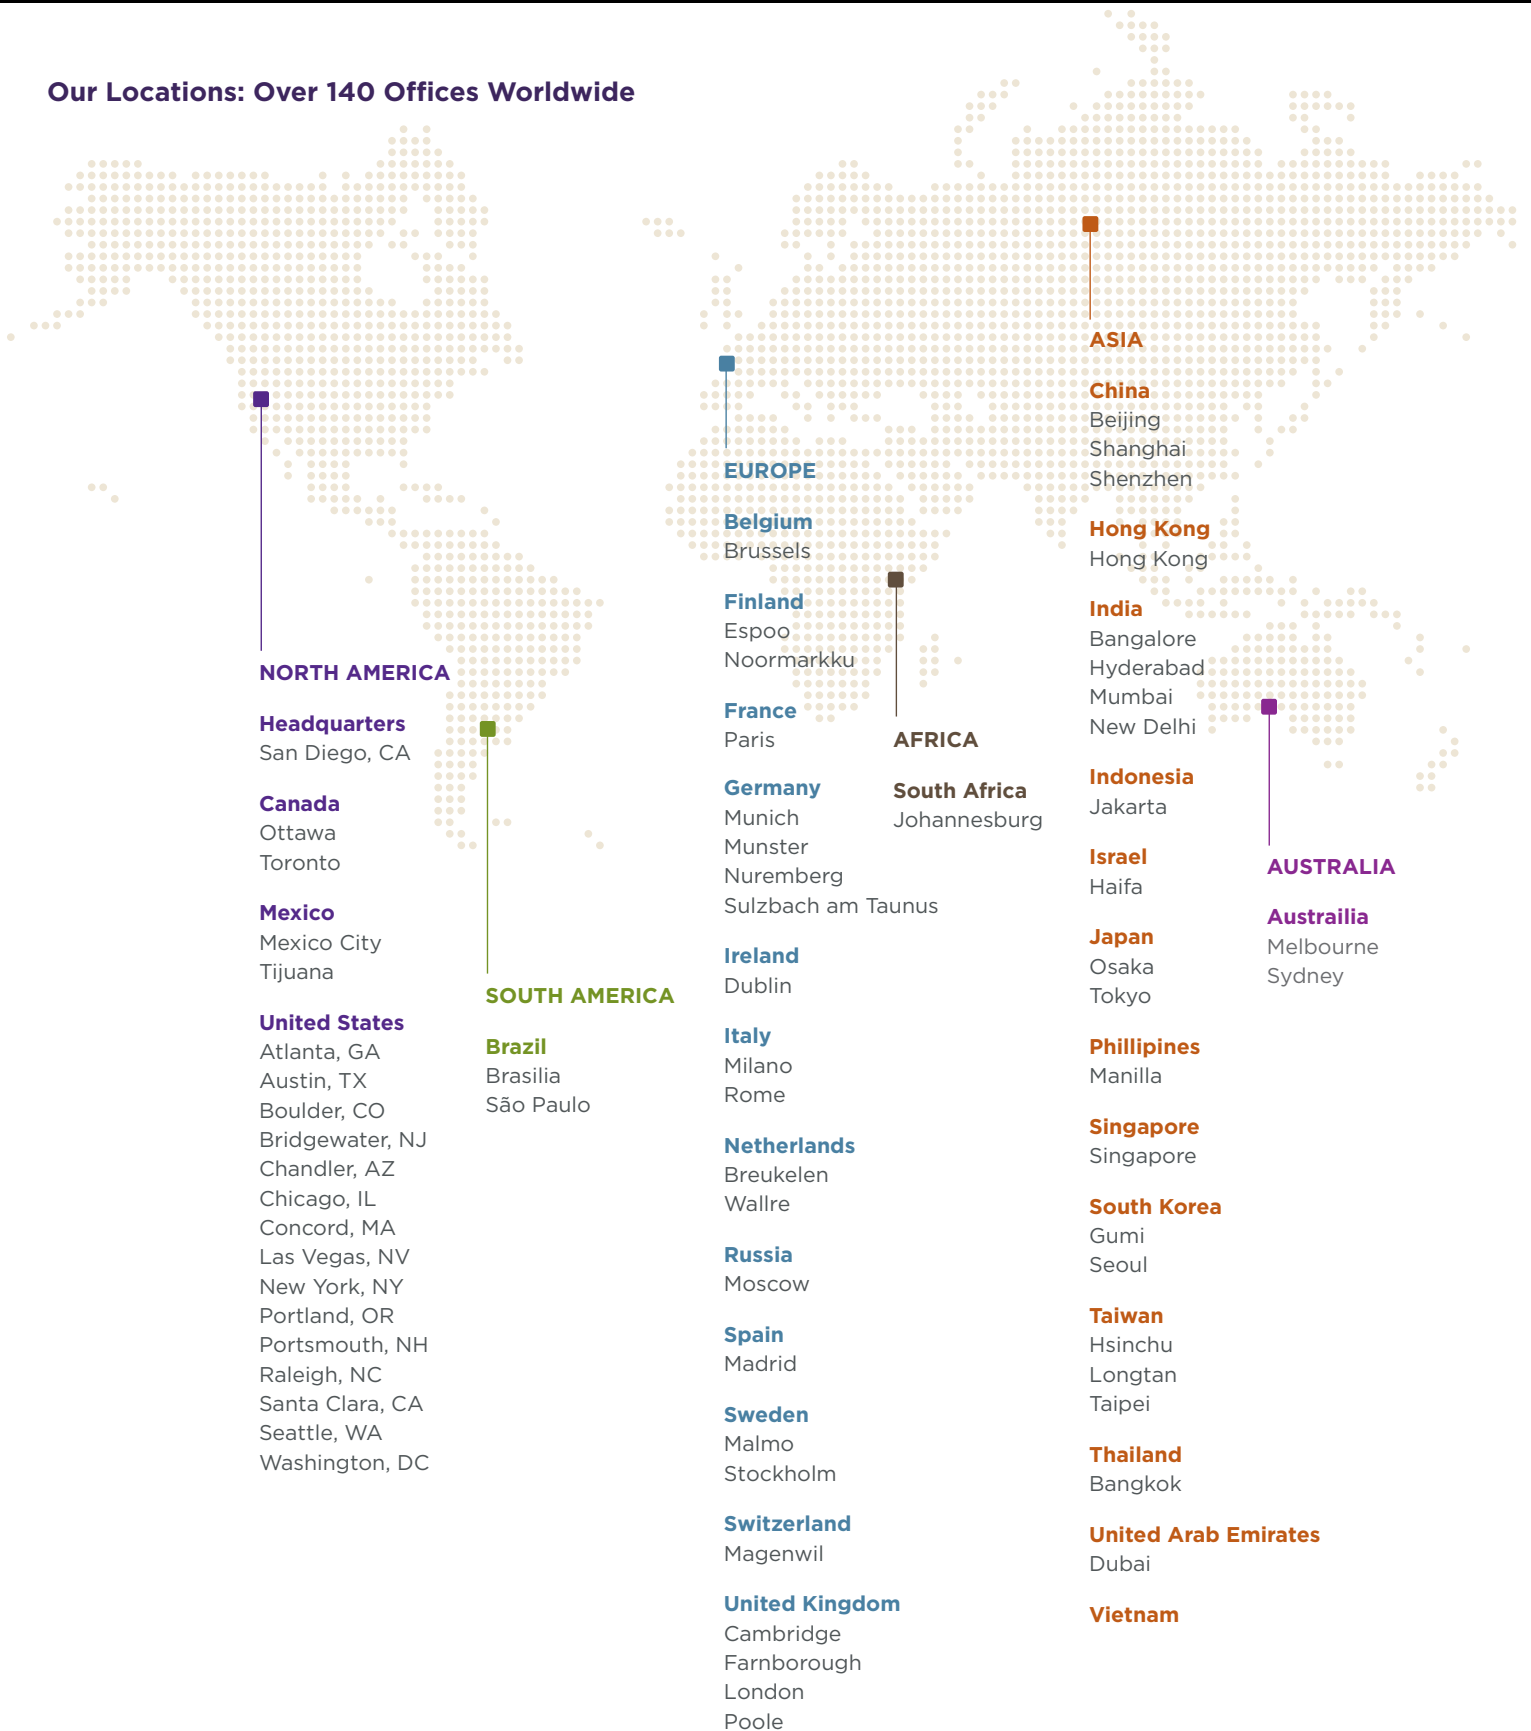 Our Locations: Over 140 Offices Worldwide
NORTH AMERICA
Headquarters
San Diego, CA
Canada
Ottawa
Toronto
Mexico
Mexico City
Tijuana
United States
Atlanta, GA
Austin, TX
Boulder, CO
Bridgewater, NJ
Chandler, AZ
Chicago, IL
Concord, MA
Las Vegas, NV
New York, NY
Portland, OR
Portsmouth, NH
Raleigh, NC
Santa Clara, CA
Seattle, WA
Washington, DC
SOUTH AMERICA
Brazil
Brasilia
São Paulo
EUROPE
Belgium
Brussels
Finland
Espoo
Noormarkku
France
Paris
Germany
Munich
Munster
Nuremberg
Sulzbach am Taunus
Ireland
Dublin
Italy
Milano
Rome
Netherlands
Breukelen
Wallre
Russia
Moscow
Spain
Madrid
Sweden
Malmo
Stockholm
Switzerland
Magenwil
United Kingdom
Cambridge
Farnborough
London
Poole
AFRICA
South Africa
Johannesburg
ASIA
China
Beijing
Shanghai
Shenzhen
Hong Kong
Hong Kong
India
Bangalore
Hyderabad
Mumbai
New Delhi
Indonesia
Jakarta
Israel
Haifa
Japan
Osaka
Tokyo
Phillipines
Manilla
Singapore
Singapore
South Korea
Gumi
Seoul
Taiwan
Hsinchu
Longtan
Taipei
Thailand
Bangkok
United Arab Emirates
Dubai
Vietnam
AUSTRALIA
Austrailia
Melbourne
Sydney